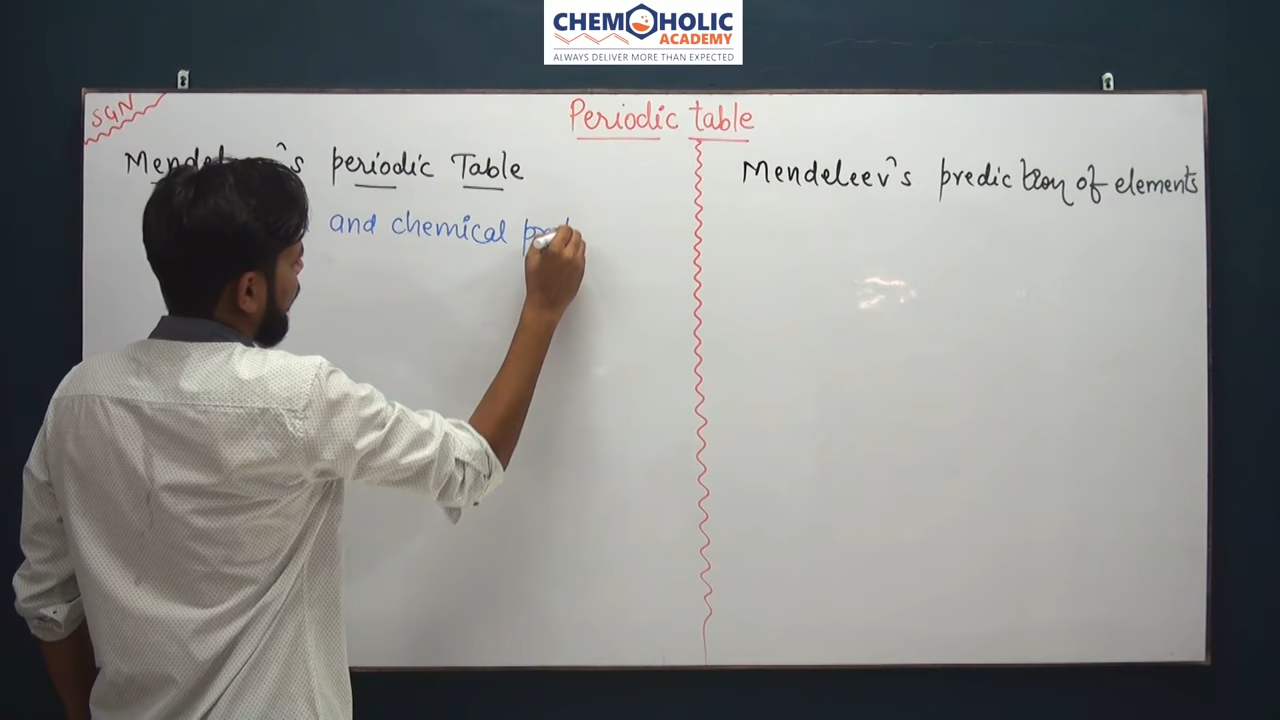 CHEMOHOLIC
ACADEMY
ALWAYS DELIVER MORE THAN EXPECTED
SGN
Periodic table
periodic Table
and chemical
Mendeleev's prediction of elements